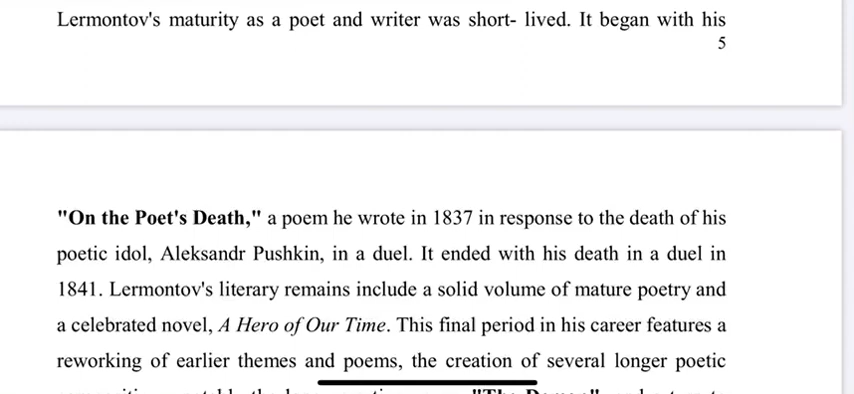 Lermontov's maturity as a poet and writer was short- lived. It began with his
5
"On the Poet's Death," a poem he wrote in 1837 in response to the death of his
poetic idol, Aleksandr Pushkin, in a duel. It ended with his death in a duel in
1841. Lermontov's literary remains include a solid volume of mature poetry and
a celebrated novel, A Hero of Our Time. This final period in his career features a
reworking of earlier themes and poems, the creation of several longer poetic